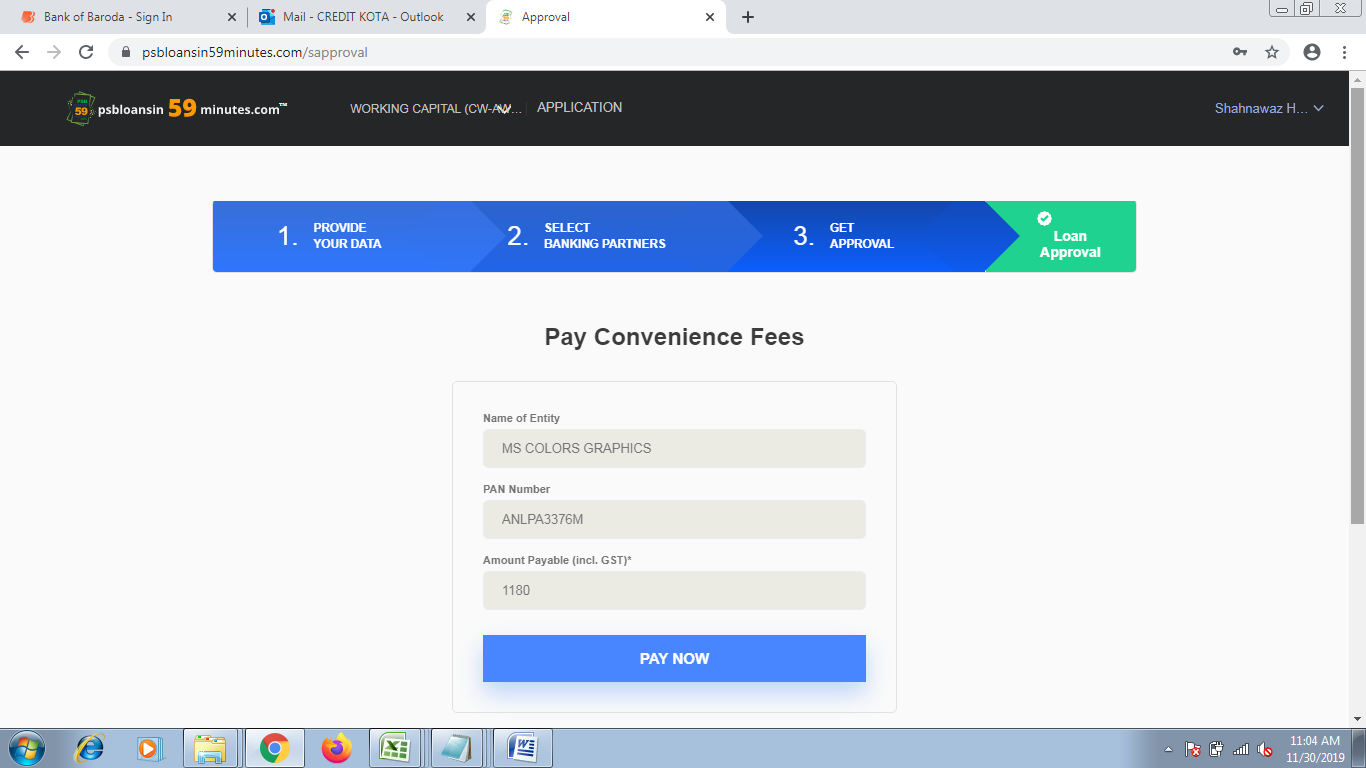 Bank of Baroda - Sign In
Mail - CREDIT KOTA - Outlook
Approval
psbloansin59minutes.com/sapproval
psbloansin 59 minutes.com™
WORKING CAPITAL (CW-AV...
APPLICATION
Shahnawaz H...
1. PROVIDE
YOUR DATA
2. SELECT
BANKING PARTNERS
3. GET
APPROVAL
Loan
Approval
Pay Convenience Fees
Name of Entity
MS COLORS GRAPHICS
PAN Number
ANLPA3376M
Amount Payable (incl. GST)*
1180
PAY NOW
11:04 AM
11/30/2019